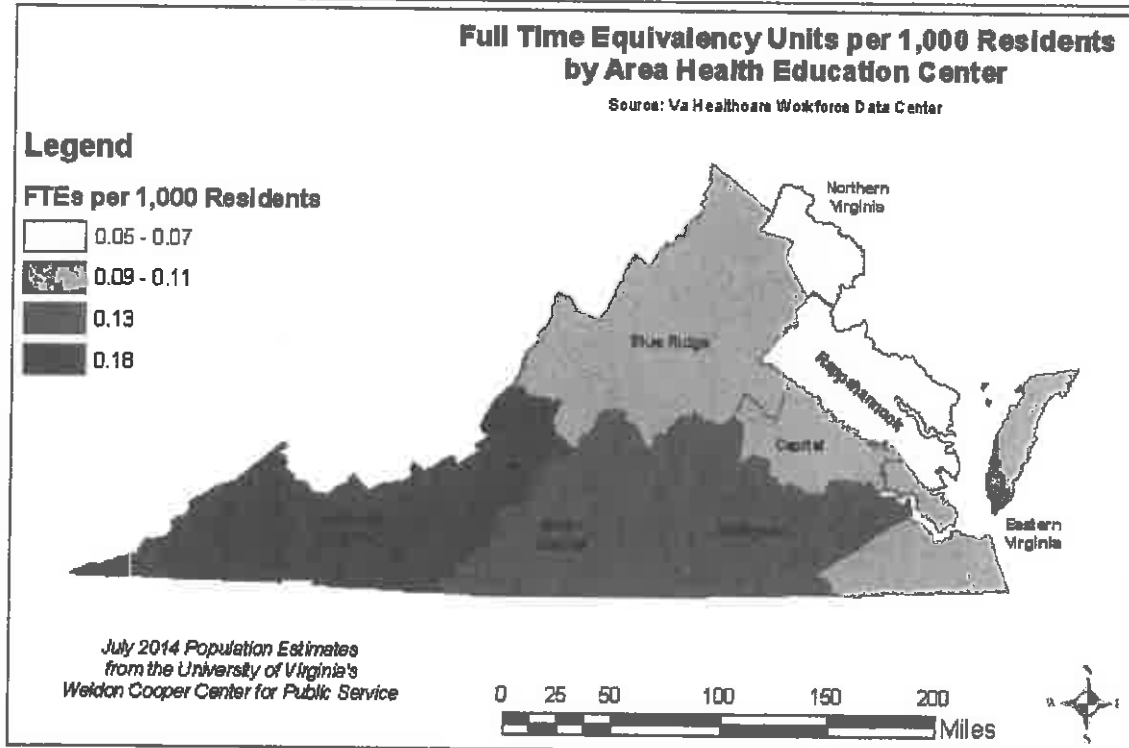 Full Time Equivalency Units per 1,000 Residents
by Area Health Education Center
Source: Va Healthcare Workforce Data Center
Legend
FTEs per 1,000 Residents
0.05 - 0.07
0.09 - 0.11
0.13
0.18
Northern
Virginia
Blue Ridge
Rappahannock
Capital
Eastern
Virginia
July 2014 Population Estimates
from the University of Virginia's
Weldon Cooper Center for Public Service
0 25 50 100 150 200
Miles
N
W E
S